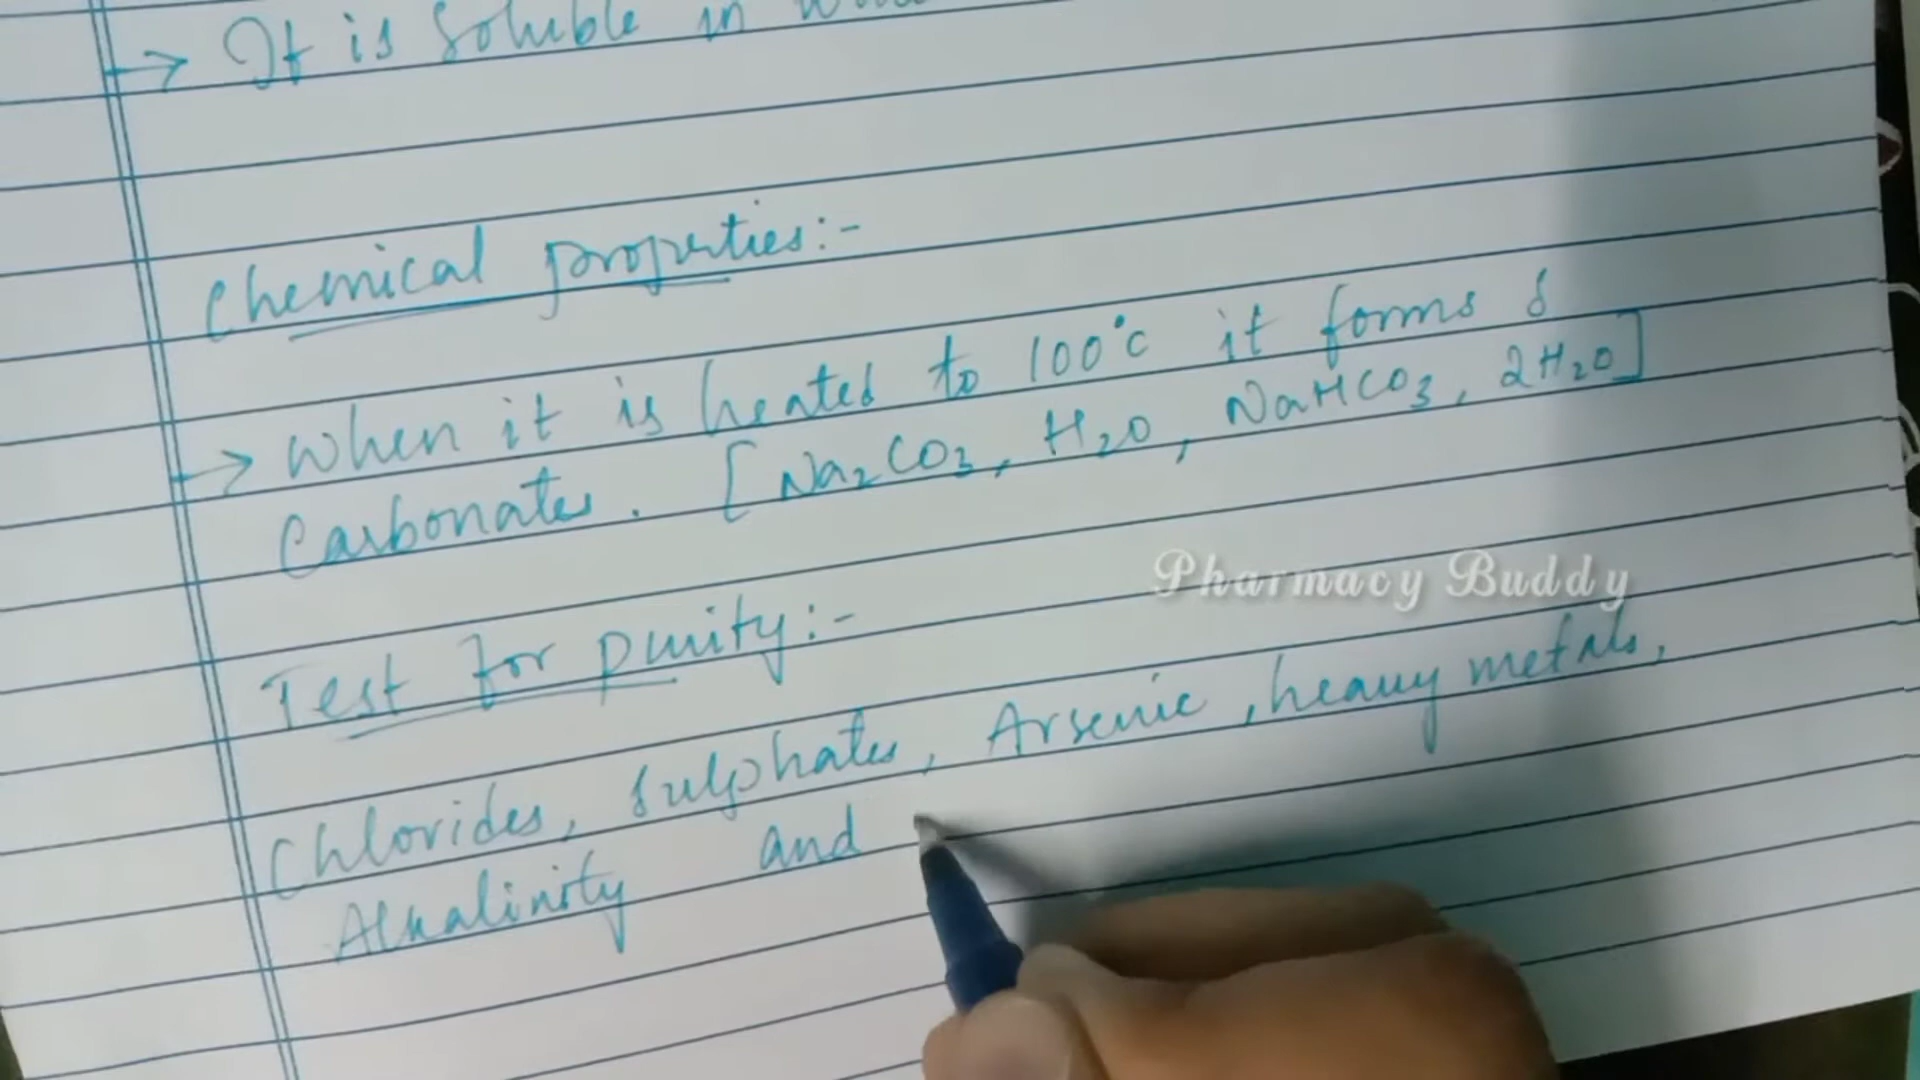 → It is soluble in
Chemical properties:-
→ When it is heated to 100°C it forms 8
Carbonates. [Na₂CO₃, H₂O, NaHCO₃, 2H₂O]
Pharmacy Buddy
Test for purity:-
Chlorides, Sulphates, Arsenic, heavy metals,
Alkalinity and